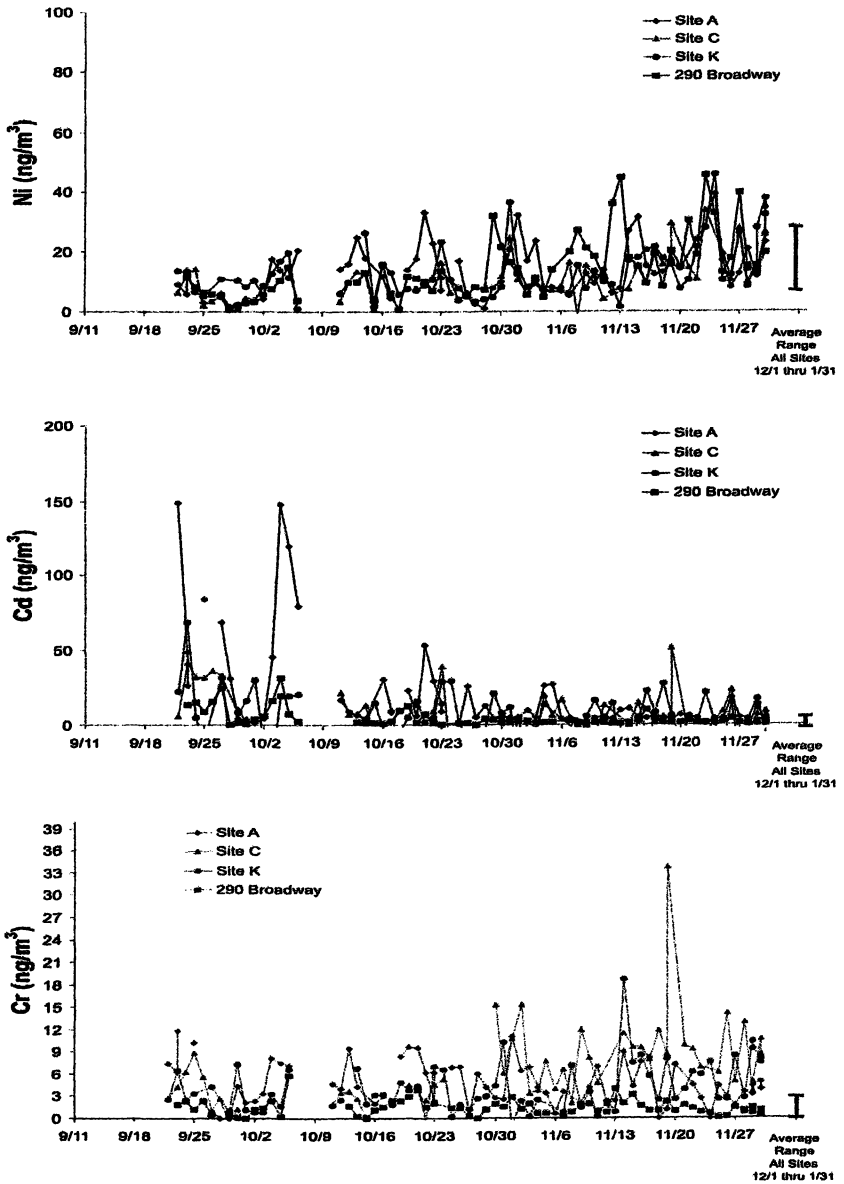 100
80
60
40
20
0
Ni (ng/m³)
Site A
Site C
Site K
290 Broadway
9/11 9/18 9/25 10/2 10/9 10/16 10/23 10/30 11/6 11/13 11/20 11/27
Average
Range
All Sites
12/1 thru 1/31
200
150
100
50
0
Cd (ng/m³)
Site A
Site C
Site K
290 Broadway
9/11 9/18 9/25 10/2 10/9 10/16 10/23 10/30 11/6 11/13 11/20 11/27
Average
Range
All Sites
12/1 thru 1/31
39
36
33
30
27
24
21
18
15
12
9
6
3
0
Cr (ng/m³)
Site A
Site C
Site K
290 Broadway
9/11 9/18 9/25 10/2 10/9 10/16 10/23 10/30 11/6 11/13 11/20 11/27
Average
Range
All Sites
12/1 thru 1/31